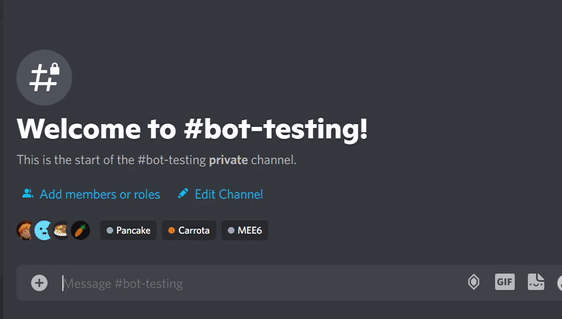 Welcome to #bot-testing!
This is the start of the #bot-testing private channel.
Add members or roles Edit Channel
Pancake Carrota MEE6
Message #bot-testing GIF